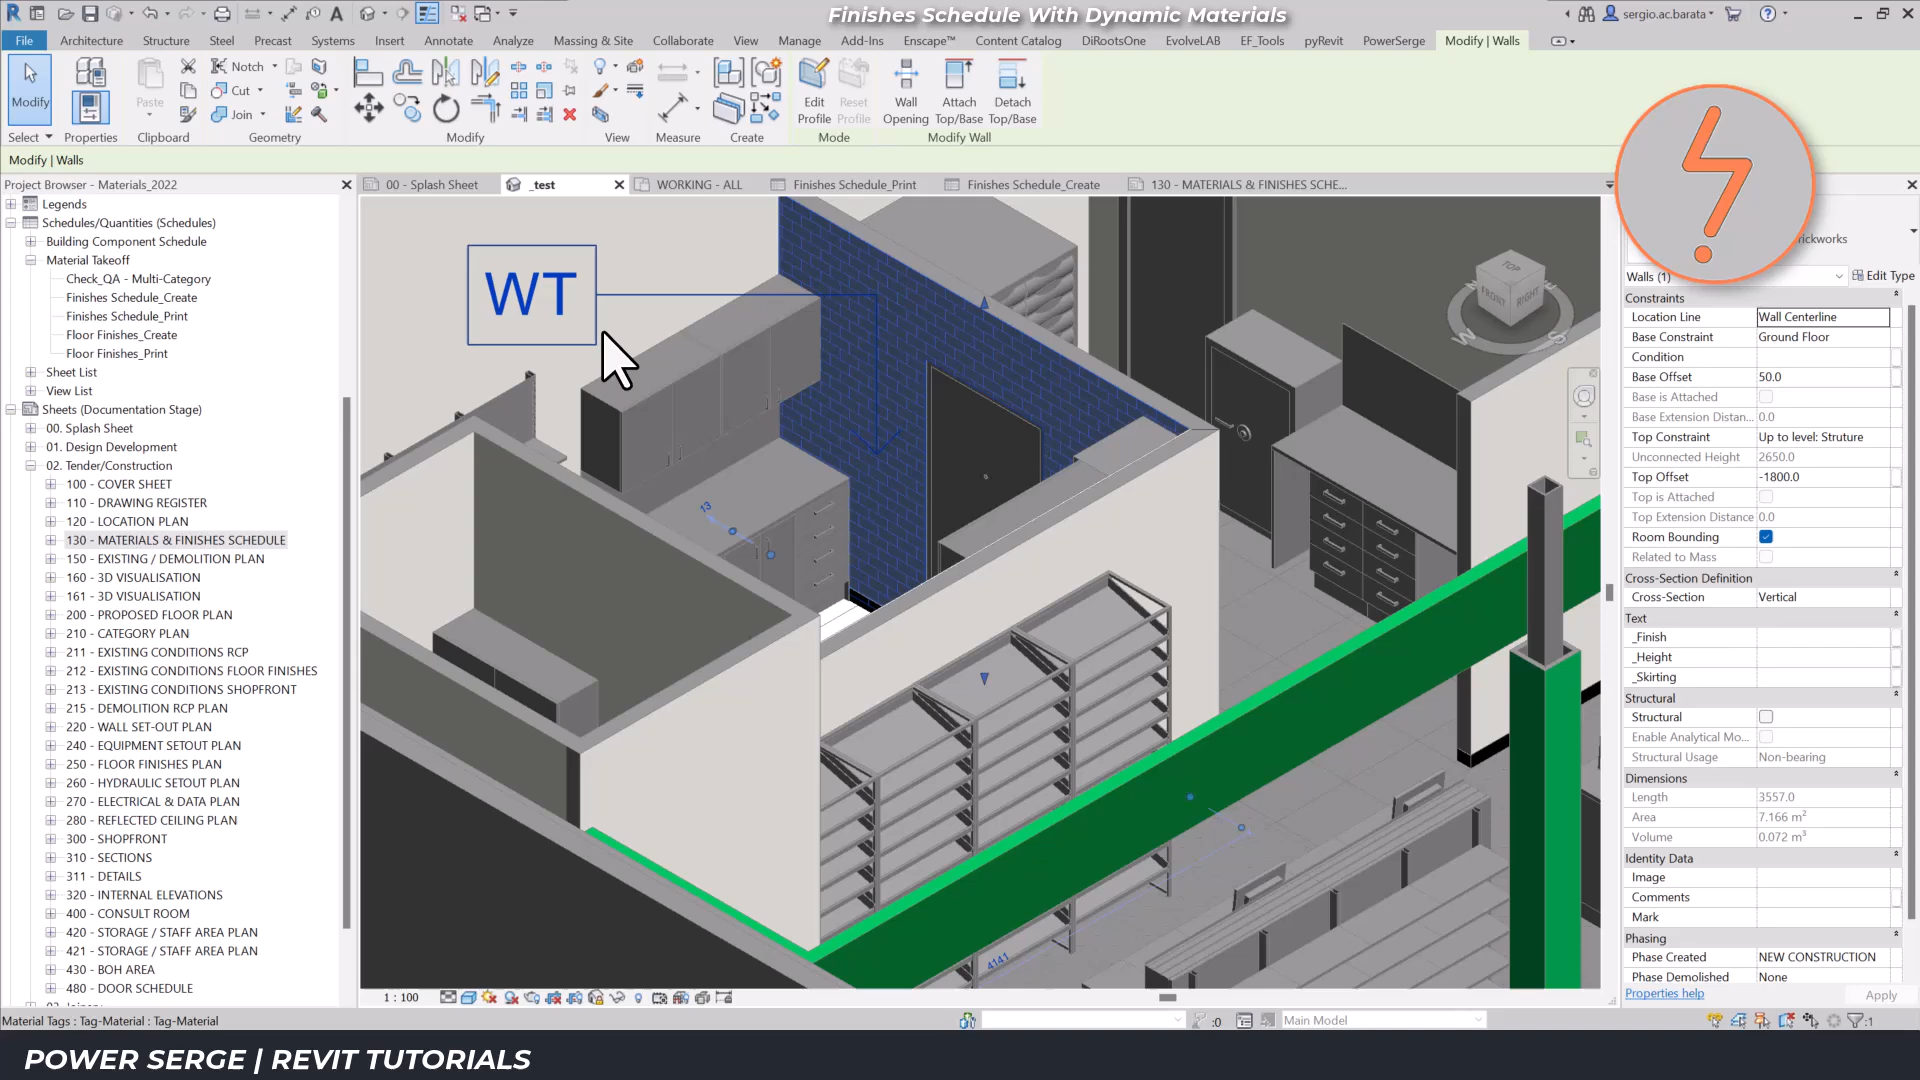 Finishes Schedule With Dynamic Materials
sergio.ac.barata
File Architecture Structure Steel Precast Systems Insert Annotate Analyze Massing & Site Collaborate View Manage Add-Ins Enscape™ Content Catalog DiRootsOne EvolveLAB EF_Tools pyRevit PowerSerge Modify | Walls
Modify
Paste
Notch
Cut
Join
Edit Profile
Reset Profile
Wall Opening
Attach Top/Base
Detach Top/Base
Select Properties Clipboard Geometry Modify View Measure Create Mode Modify Wall
Modify | Walls
Project Browser - Materials_2022
Legends
Schedules/Quantities (Schedules)
Building Component Schedule
Material Takeoff
Check_QA - Multi-Category
Finishes Schedule_Create
Finishes Schedule_Print
Floor Finishes_Create
Floor Finishes_Print
Sheet List
View List
Sheets (Documentation Stage)
00. Splash Sheet
01. Design Development
02. Tender/Construction
100 - COVER SHEET
110 - DRAWING REGISTER
120 - LOCATION PLAN
130 - MATERIALS & FINISHES SCHEDULE
150 - EXISTING / DEMOLITION PLAN
160 - 3D VISUALISATION
161 - 3D VISUALISATION
200 - PROPOSED FLOOR PLAN
210 - CATEGORY PLAN
211 - EXISTING CONDITIONS RCP
212 - EXISTING CONDITIONS FLOOR FINISHES
213 - EXISTING CONDITIONS SHOPFRONT
215 - DEMOLITION RCP PLAN
220 - WALL SET-OUT PLAN
240 - EQUIPMENT SETOUT PLAN
250 - FLOOR FINISHES PLAN
260 - HYDRAULIC SETOUT PLAN
270 - ELECTRICAL & DATA PLAN
280 - REFLECTED CEILING PLAN
300 - SHOPFRONT
310 - SECTIONS
311 - DETAILS
320 - INTERNAL ELEVATIONS
400 - CONSULT ROOM
420 - STORAGE / STAFF AREA PLAN
421 - STORAGE / STAFF AREA PLAN
430 - BOH AREA
480 - DOOR SCHEDULE
00 - Splash Sheet
_test
WORKING - ALL
Finishes Schedule_Print
Finishes Schedule_Create
130 - MATERIALS & FINISHES SCHE...
WT
13
4141
TOP
FRONT
RIGHT
W
S
1 : 100
rickworks
Walls (1)
Edit Type
Constraints
Location Line Wall Centerline
Base Constraint Ground Floor
Condition
Base Offset 50.0
Base is Attached
Base Extension Distan... 0.0
Top Constraint Up to level: Struture
Unconnected Height 2650.0
Top Offset -1800.0
Top is Attached
Top Extension Distance 0.0
Room Bounding
Related to Mass
Cross-Section Definition
Cross-Section Vertical
Text
_Finish
_Height
_Skirting
Structural
Structural
Enable Analytical Mo...
Structural Usage Non-bearing
Dimensions
Length 3557.0
Area 7.166 m²
Volume 0.072 m³
Identity Data
Image
Comments
Mark
Phasing
Phase Created NEW CONSTRUCTION
Phase Demolished None
Properties help
Apply
Material Tags : Tag-Material : Tag-Material
:0
Main Model
:1
POWER SERGE | REVIT TUTORIALS